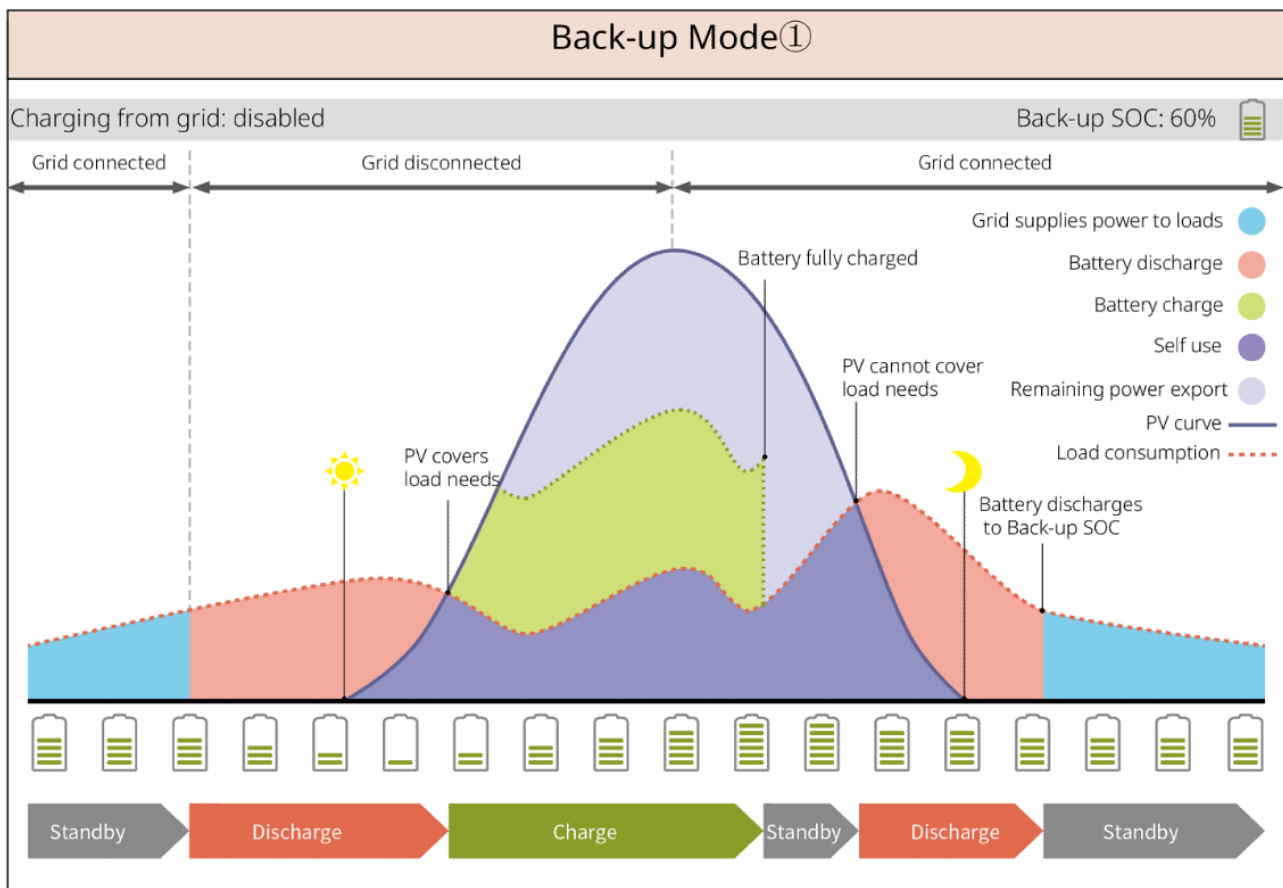 Back-up Mode①
Charging from grid: disabled
Back-up SOC: 60%
Grid connected
Grid disconnected
Grid connected
Grid supplies power to loads
Battery discharge
Battery charge
Self use
Remaining power export
PV curve
Load consumption
Battery fully charged
PV cannot cover
load needs
PV covers
load needs
Battery discharges
to Back-up SOC
Standby
Discharge
Charge
Standby
Discharge
Standby